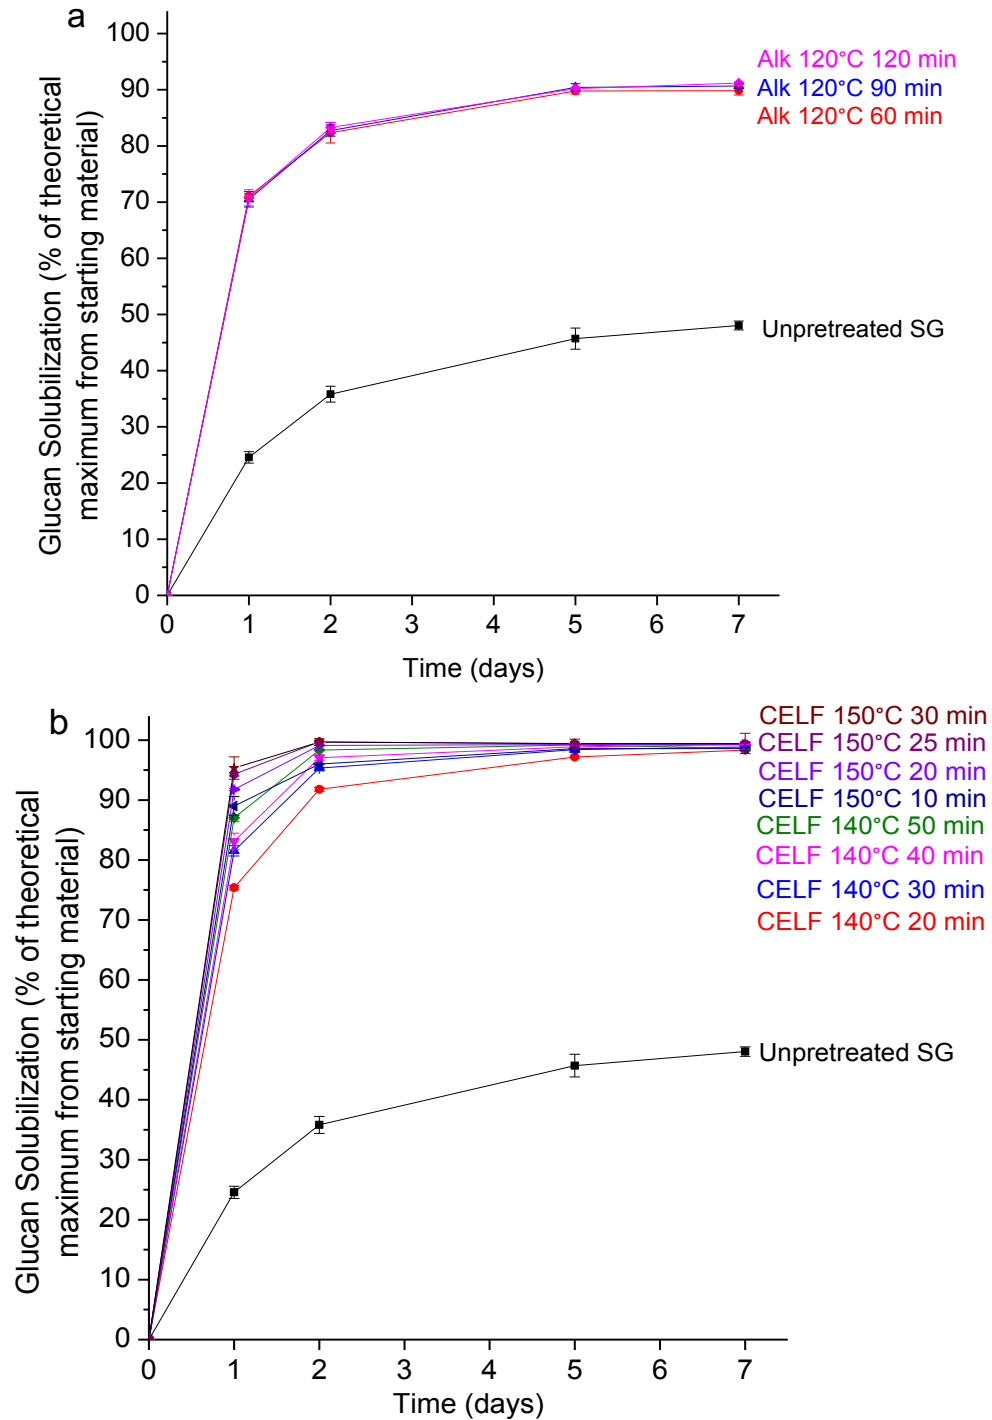 a
100
90
80
70
60
50
40
30
20
10
0
Glucan Solubilization (% of theoretical
maximum from starting material)
Alk 120°C 120 min
Alk 120°C 90 min
Alk 120°C 60 min
Unpretreated SG
0 1 2 3 4 5 6 7
Time (days)
b
100
90
80
70
60
50
40
30
20
10
0
Glucan Solubilization (% of theoretical
maximum from starting material)
CELF 150°C 30 min
CELF 150°C 25 min
CELF 150°C 20 min
CELF 150°C 10 min
CELF 140°C 50 min
CELF 140°C 40 min
CELF 140°C 30 min
CELF 140°C 20 min
Unpretreated SG
0 1 2 3 4 5 6 7
Time (days)